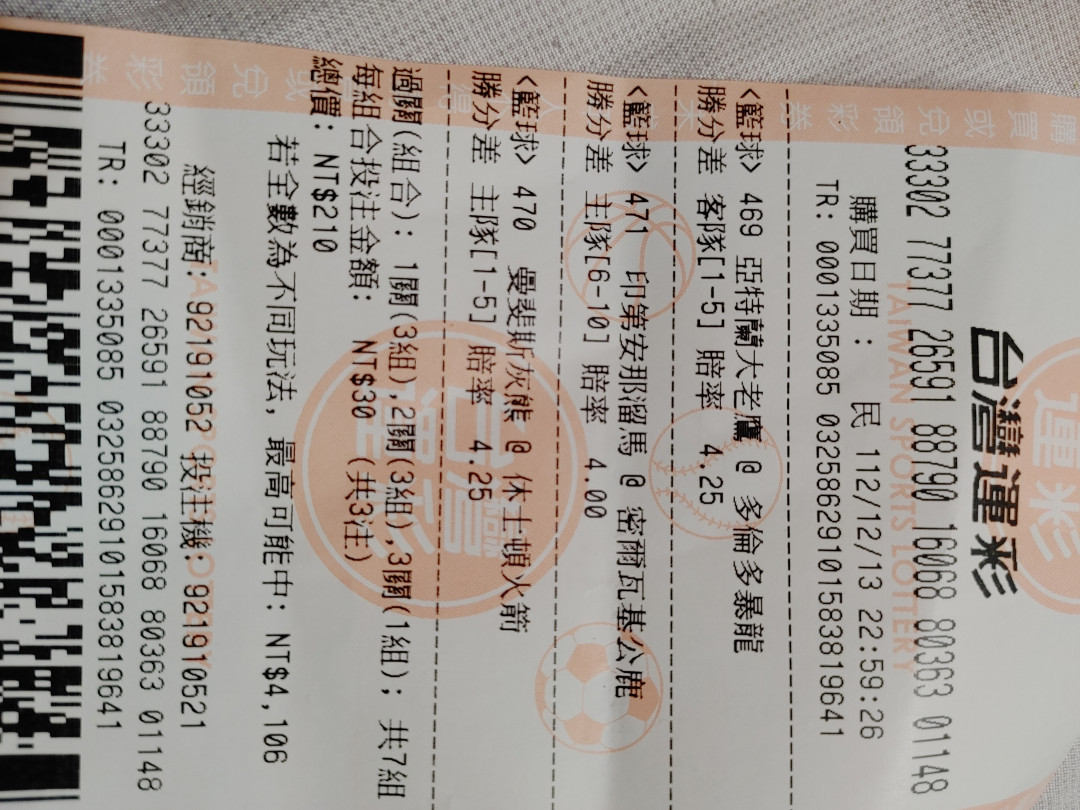 台灣運彩
33302 77377 26591 88790 16068 80363 01148
購買日期: 民 112/12/13 22:59:26
TR: 0001335085 0325862910158381​9641
<籃球> 469 亞特蘭大老鷹 @ 多倫多暴龍
勝分差 客隊[1-5] 賠率 4.25
<籃球> 471 印第安那溜馬 @ 密爾瓦基公鹿
勝分差 主隊[6-10] 賠率 4.00
<籃球> 470 曼斐斯灰熊 @ 休士頓火箭
勝分差 主隊[1-5] 賠率 4.25
過關(組合): 1關(3組),2關(3組),3關(1組); 共7組
每組合投注金額: NT$30 (共3注)
總價: NT$210
若全數為不同玩法, 最高可能中: NT$4,106
經銷商:92191052 投注機:921910521
33302 77377 26591 88790 16068 80363 01148
TR: 0001335085 03258629101583819641
TAIWAN SPORTS LOTTERY